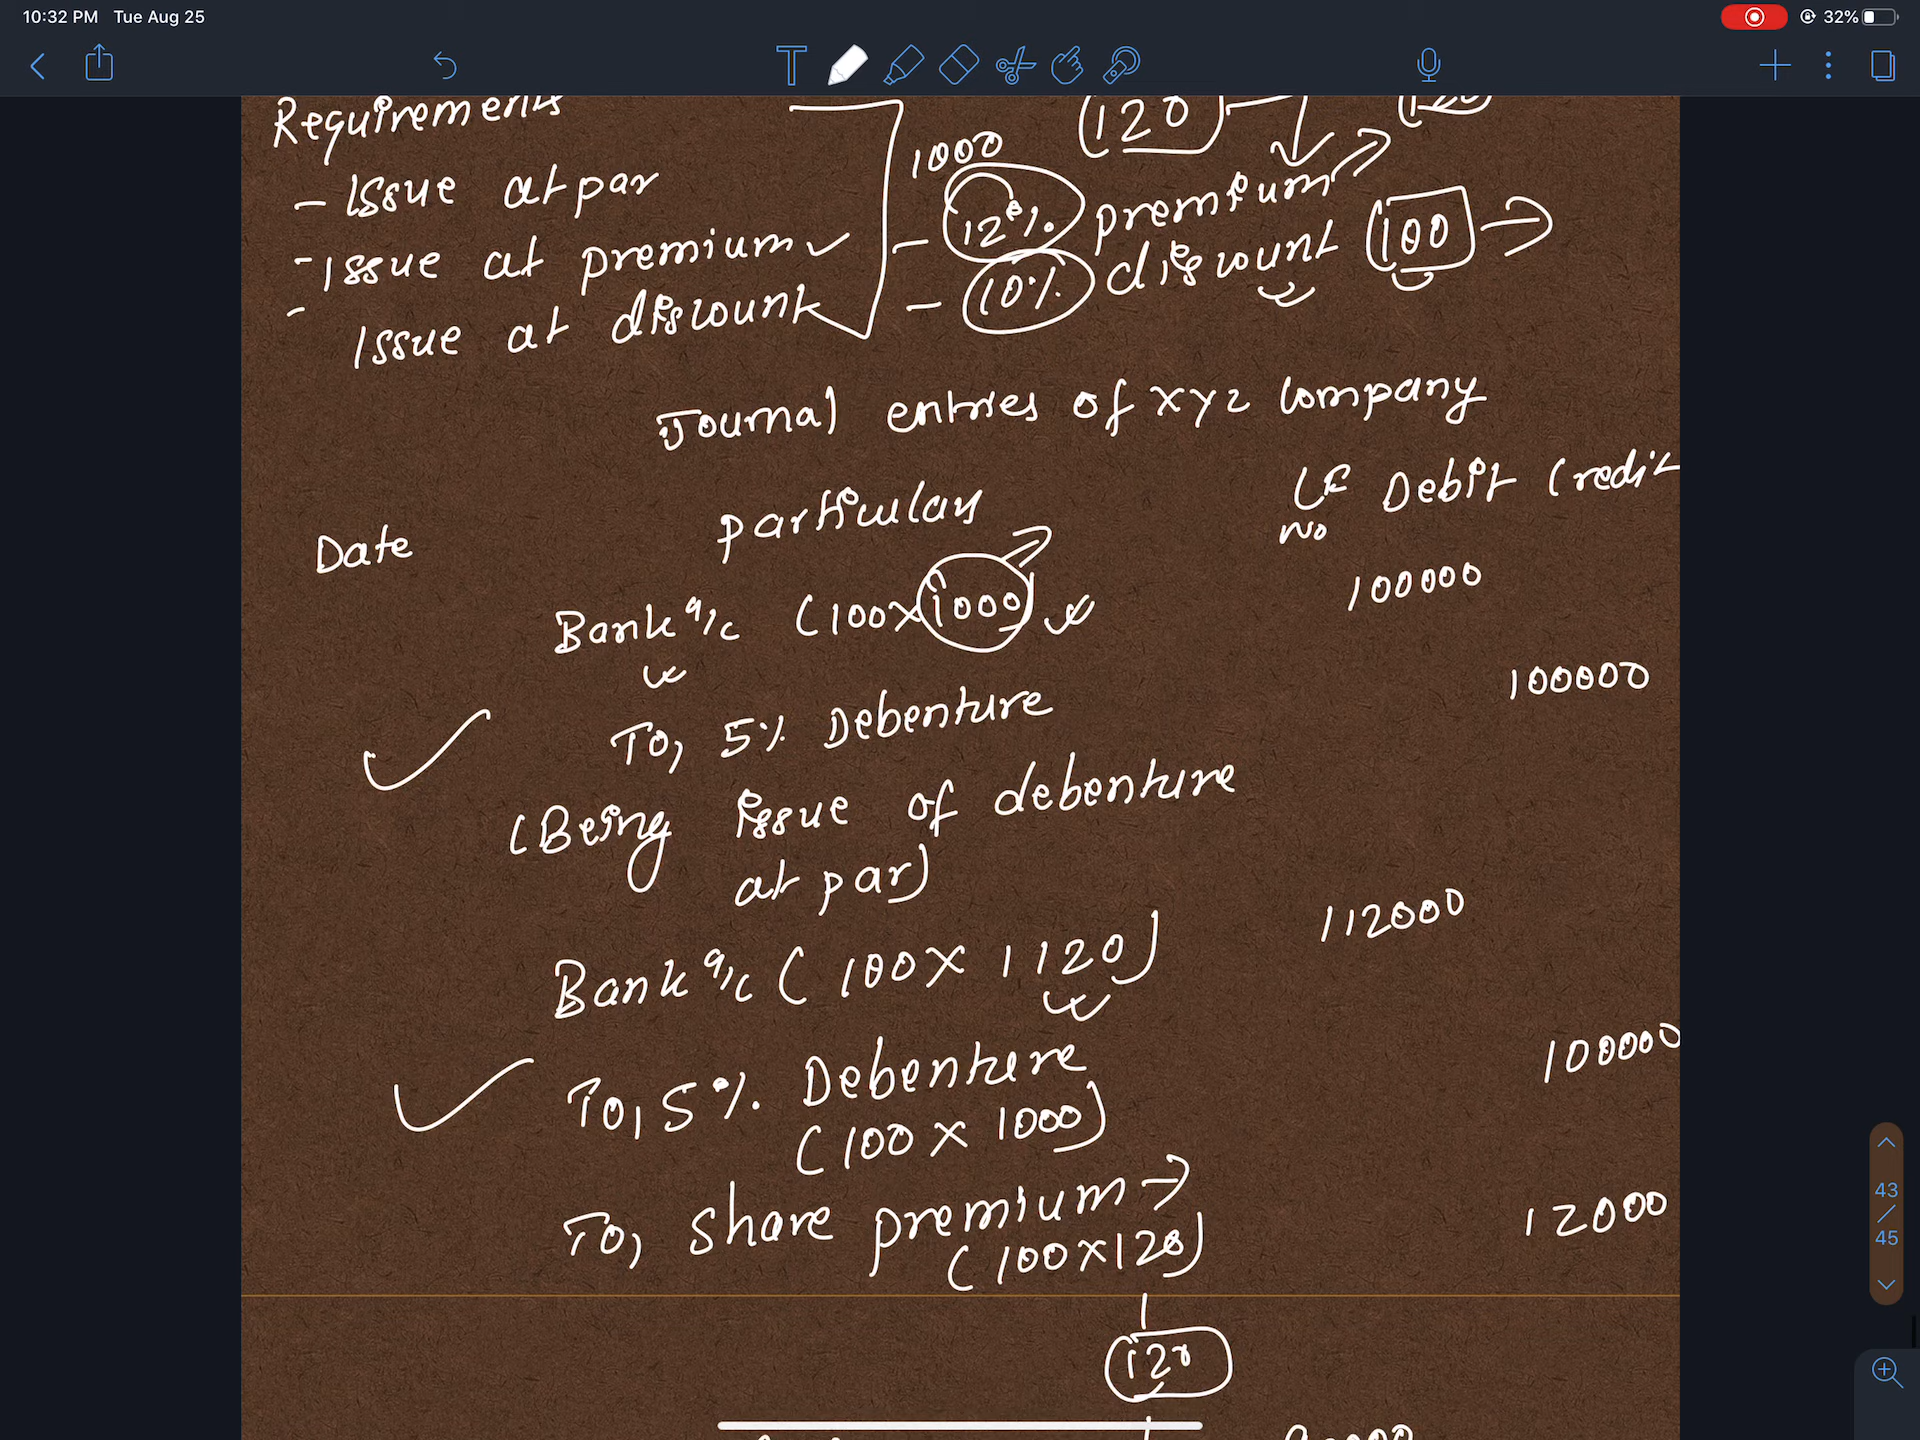 10:32 PM Tue Aug 25
32%
Requirements
(120)
1000
- Issue at par
- 12% premium
- Issue at premium
- 10% discount (100)
- Issue at discount
Journal entries of xyz company
Date particulars LF No Debit Credit
Bank a/c (100x1000) 100000
To, 5% Debenture 100000
(Being issue of debenture
at par)
Bank a/c (100x 1120) 112000
To, 5% Debenture 100000
(100 x 1000)
To, share premium 12000
(100x120)
120
43
/
45